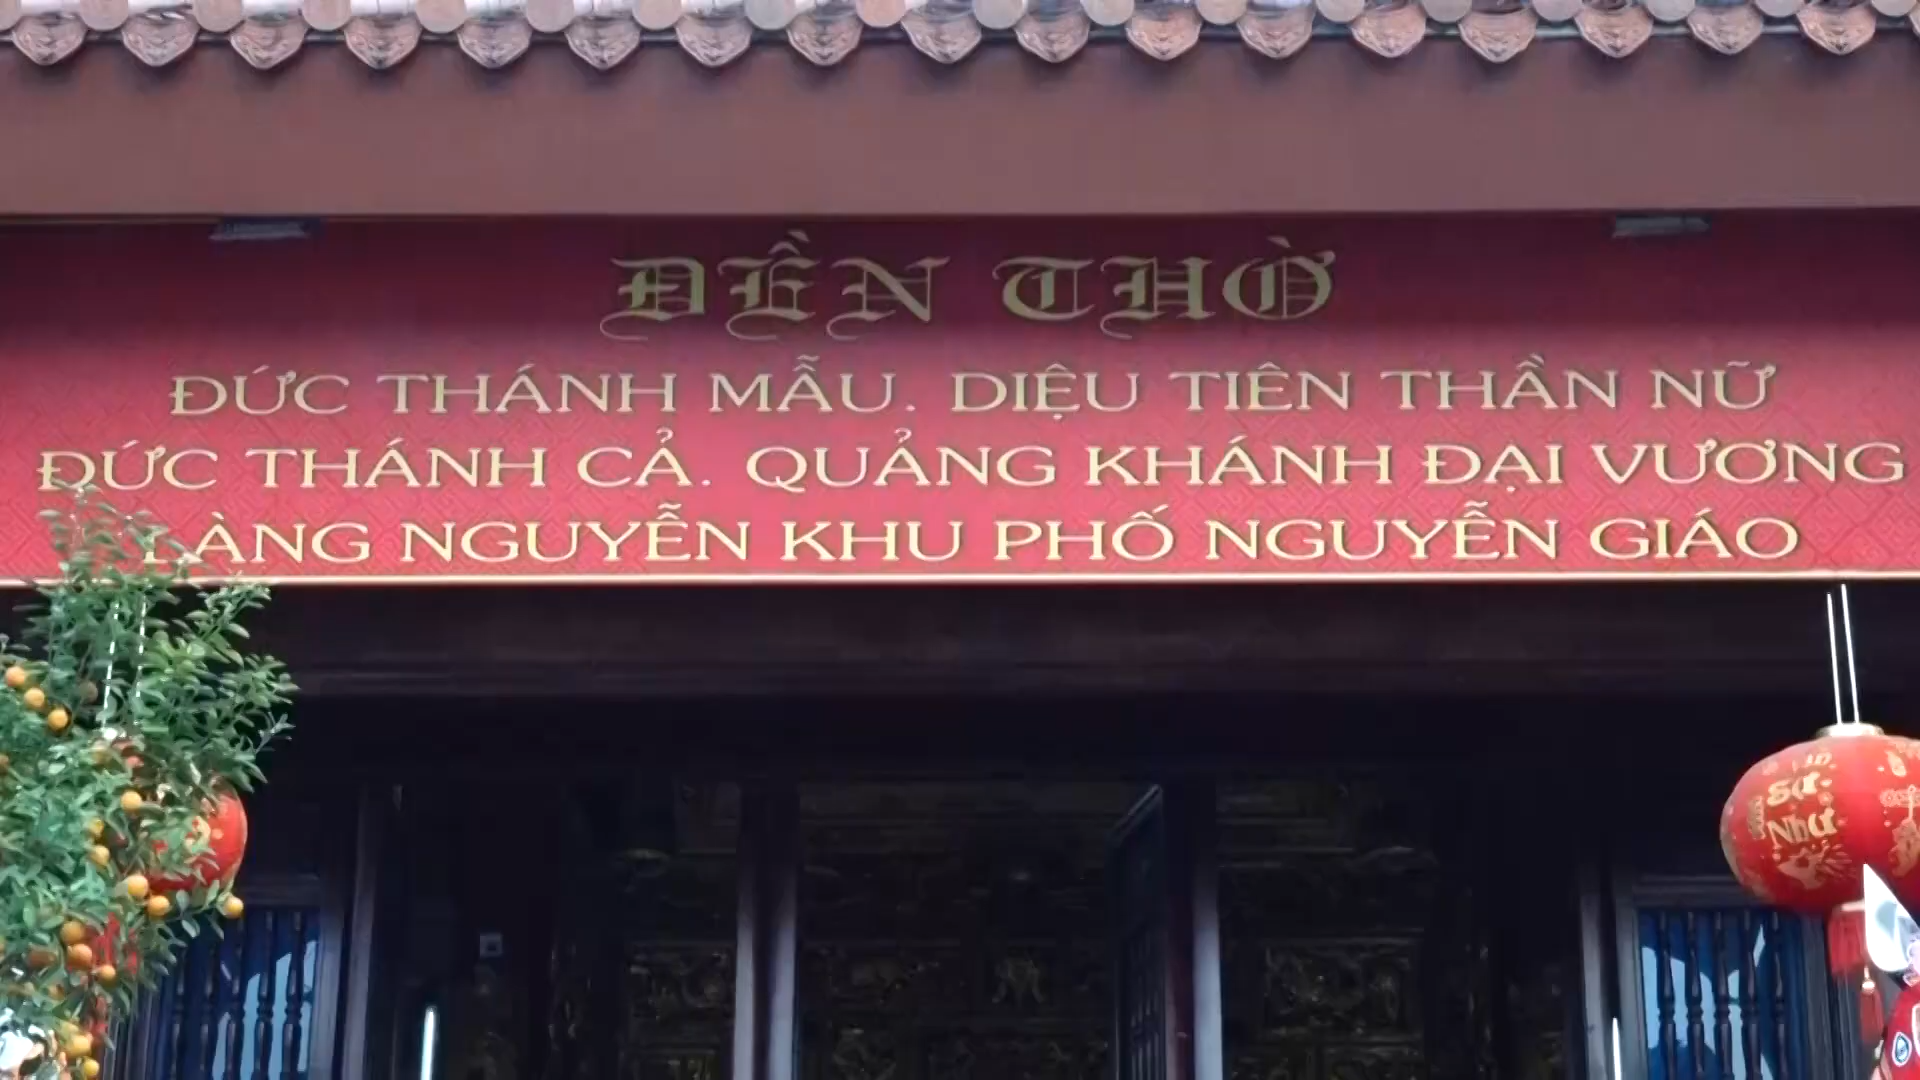 ĐỀN THỜ
ĐỨC THÁNH MẪU. DIỆU TIÊN THẦN NỮ
ĐỨC THÁNH CẢ. QUẢNG KHÁNH ĐẠI VƯƠNG
LÀNG NGUYỄN KHU PHỐ NGUYỄN GIÁO
Như